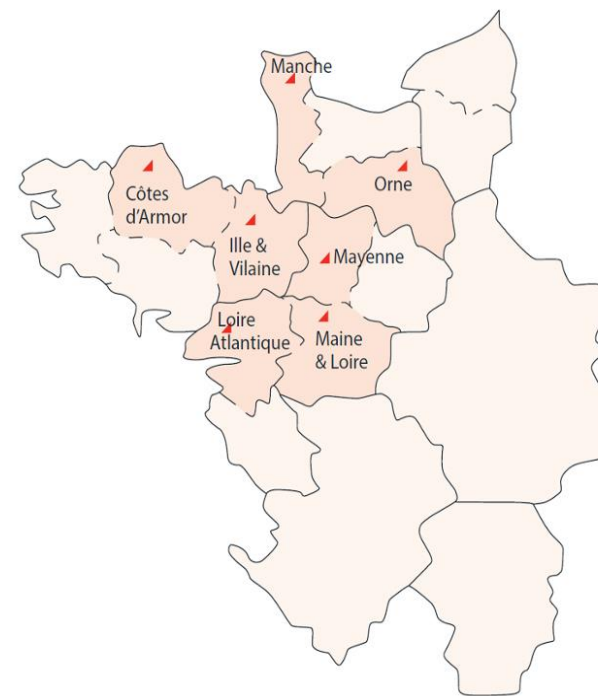 Manche
Côtes
d'Armor
Orne
Ille &
Vilaine
Mayenne
Loire
Atlantique
Maine
& Loire